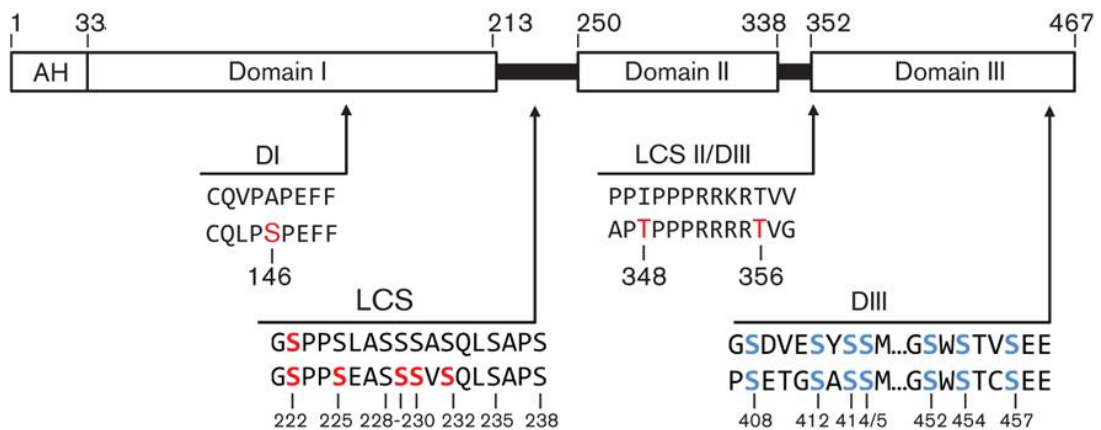 1 33 213 250 338 352 467
AH Domain I Domain II Domain III
DI
CQVPAPEFF
CQLPSPEFF
146
LCS II/DIII
PPIPPPRRKRTVV
APTPPPRRRRTVG
348 356
LCS
GSPPSLASSSASQLSAPS
GSPPSEASSVSQLSAPS
222 225 228-230 232 235 238
DIII
GSDVESYSSM...GSWSTVSEE
PSETGSASSM...GSWSTCSEE
408 412 414/5 452 454 457